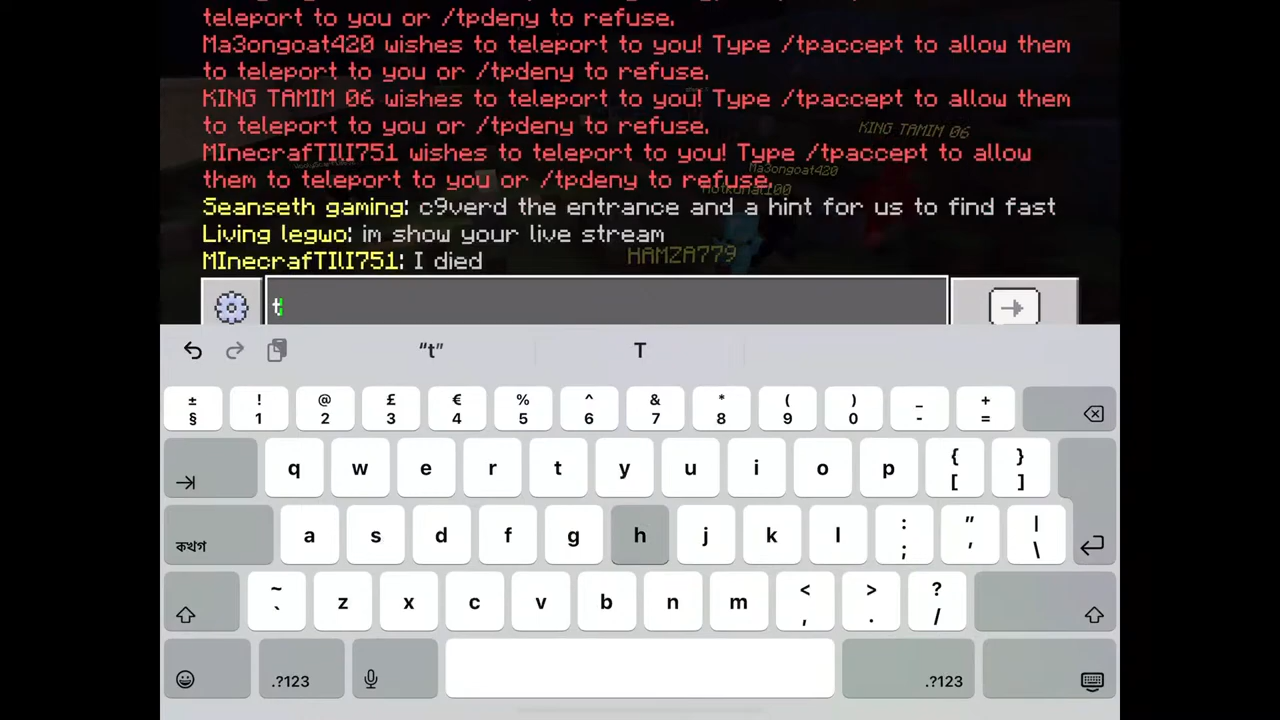 teleport to you or /tpdeny to refuse.
Ma3ongoat420 wishes to teleport to you! Type /tpaccept to allow them
to teleport to you or /tpdeny to refuse.
KING TAMIM 06 wishes to teleport to you! Type /tpaccept to allow them
to teleport to you or /tpdeny to refuse.
KING TAMIM 06
MInecrafTIlI751 wishes to teleport to you! Type /tpaccept to allow
them to teleport to you or /tpdeny to refuse.
Ma3ongoat420
Seanseth gaming: c9verd the entrance and a hint for us to find fast
Living legwo: im show your live stream
HAMZA779
MInecrafTIlI751: I died
t
“t” T
± § ! 1 @ 2 £ 3 € 4 % 5 ^ 6 & 7 * 8 ( 9 ) 0 _ - + =
q w e r t y u i o p { [ } ]
কখগ a s d f g h j k l : ; " ' | \
~ ` z x c v b n m < , > . ? /
.?123 .?123